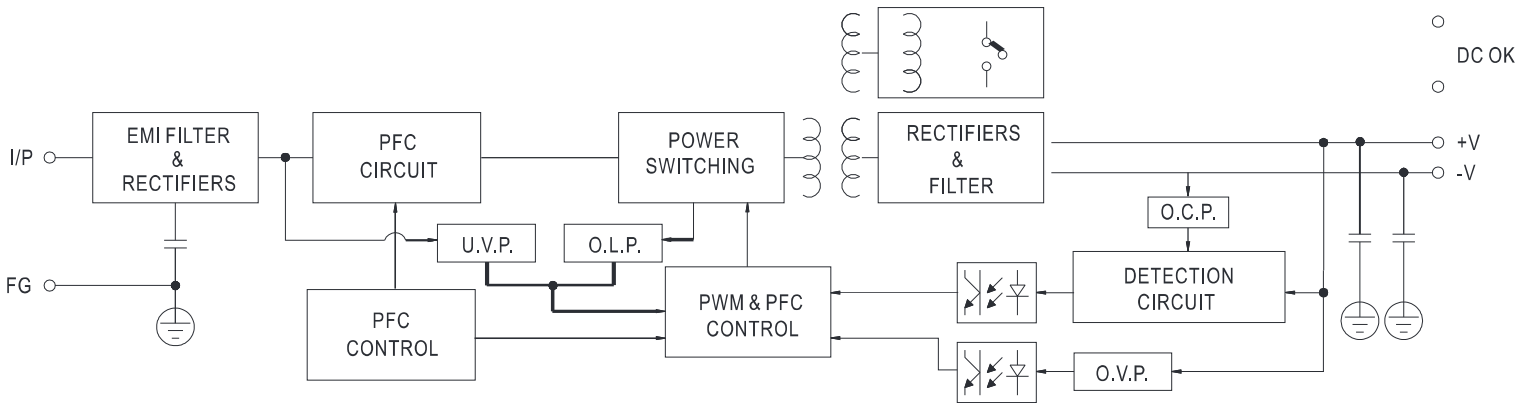 DC OK
I/P
EMI FILTER
&
RECTIFIERS
PFC
CIRCUIT
POWER
SWITCHING
RECTIFIERS
&
FILTER
+V
-V
O.C.P.
U.V.P.
O.L.P.
FG
DETECTION
CIRCUIT
PFC
CONTROL
PWM & PFC
CONTROL
O.V.P.